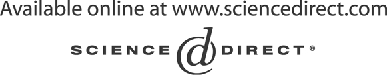 Available online at www.sciencedirect.com
SCIENCE @ DIRECT®